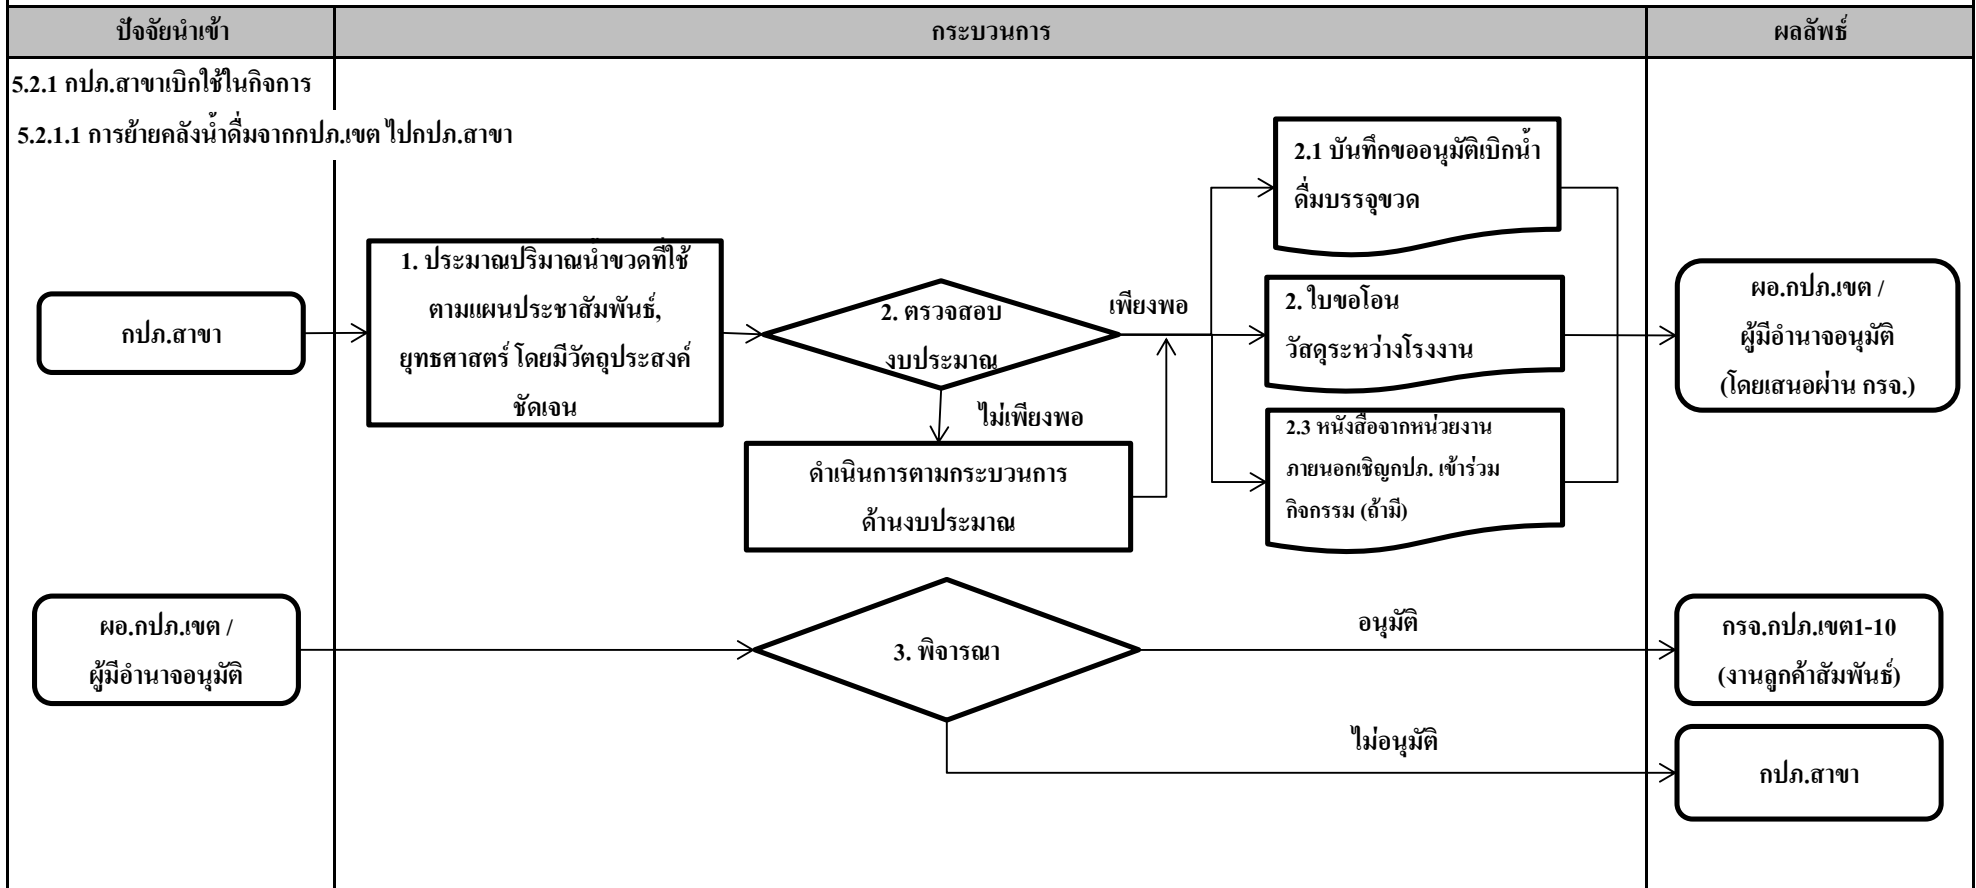 ปัจจัยนำเข้า
กระบวนการ
ผลลัพธ์
5.2.1 กปภ.สาขาเบิกใช้ในกิจการ
5.2.1.1 การย้ายคลังน้ำดื่มจากกปภ.เขต ไปกปภ.สาขา
กปภ.สาขา
1. ประมาณปริมาณน้ำขวดที่ใช้
ตามแผนประชาสัมพันธ์,
ยุทธศาสตร์ โดยมีวัตถุประสงค์
ชัดเจน
2. ตรวจสอบ
งบประมาณ
เพียงพอ
ไม่เพียงพอ
ดำเนินการตามกระบวนการ
ด้านงบประมาณ
2.1 บันทึกขออนุมัติเบิกน้ำ
ดื่มบรรจุขวด
2. ใบขอโอน
วัสดุระหว่างโรงงาน
2.3 หนังสือจากหน่วยงาน
ภายนอกเชิญกปภ. เข้าร่วม
กิจกรรม (ถ้ามี)
ผอ.กปภ.เขต /
ผู้มีอำนาจอนุมัติ
(โดยเสนอผ่าน กรจ.)
ผอ.กปภ.เขต /
ผู้มีอำนาจอนุมัติ
3. พิจารณา
อนุมัติ
กรจ.กปภ.เขต1-10
(งานลูกค้าสัมพันธ์)
ไม่อนุมัติ
กปภ.สาขา